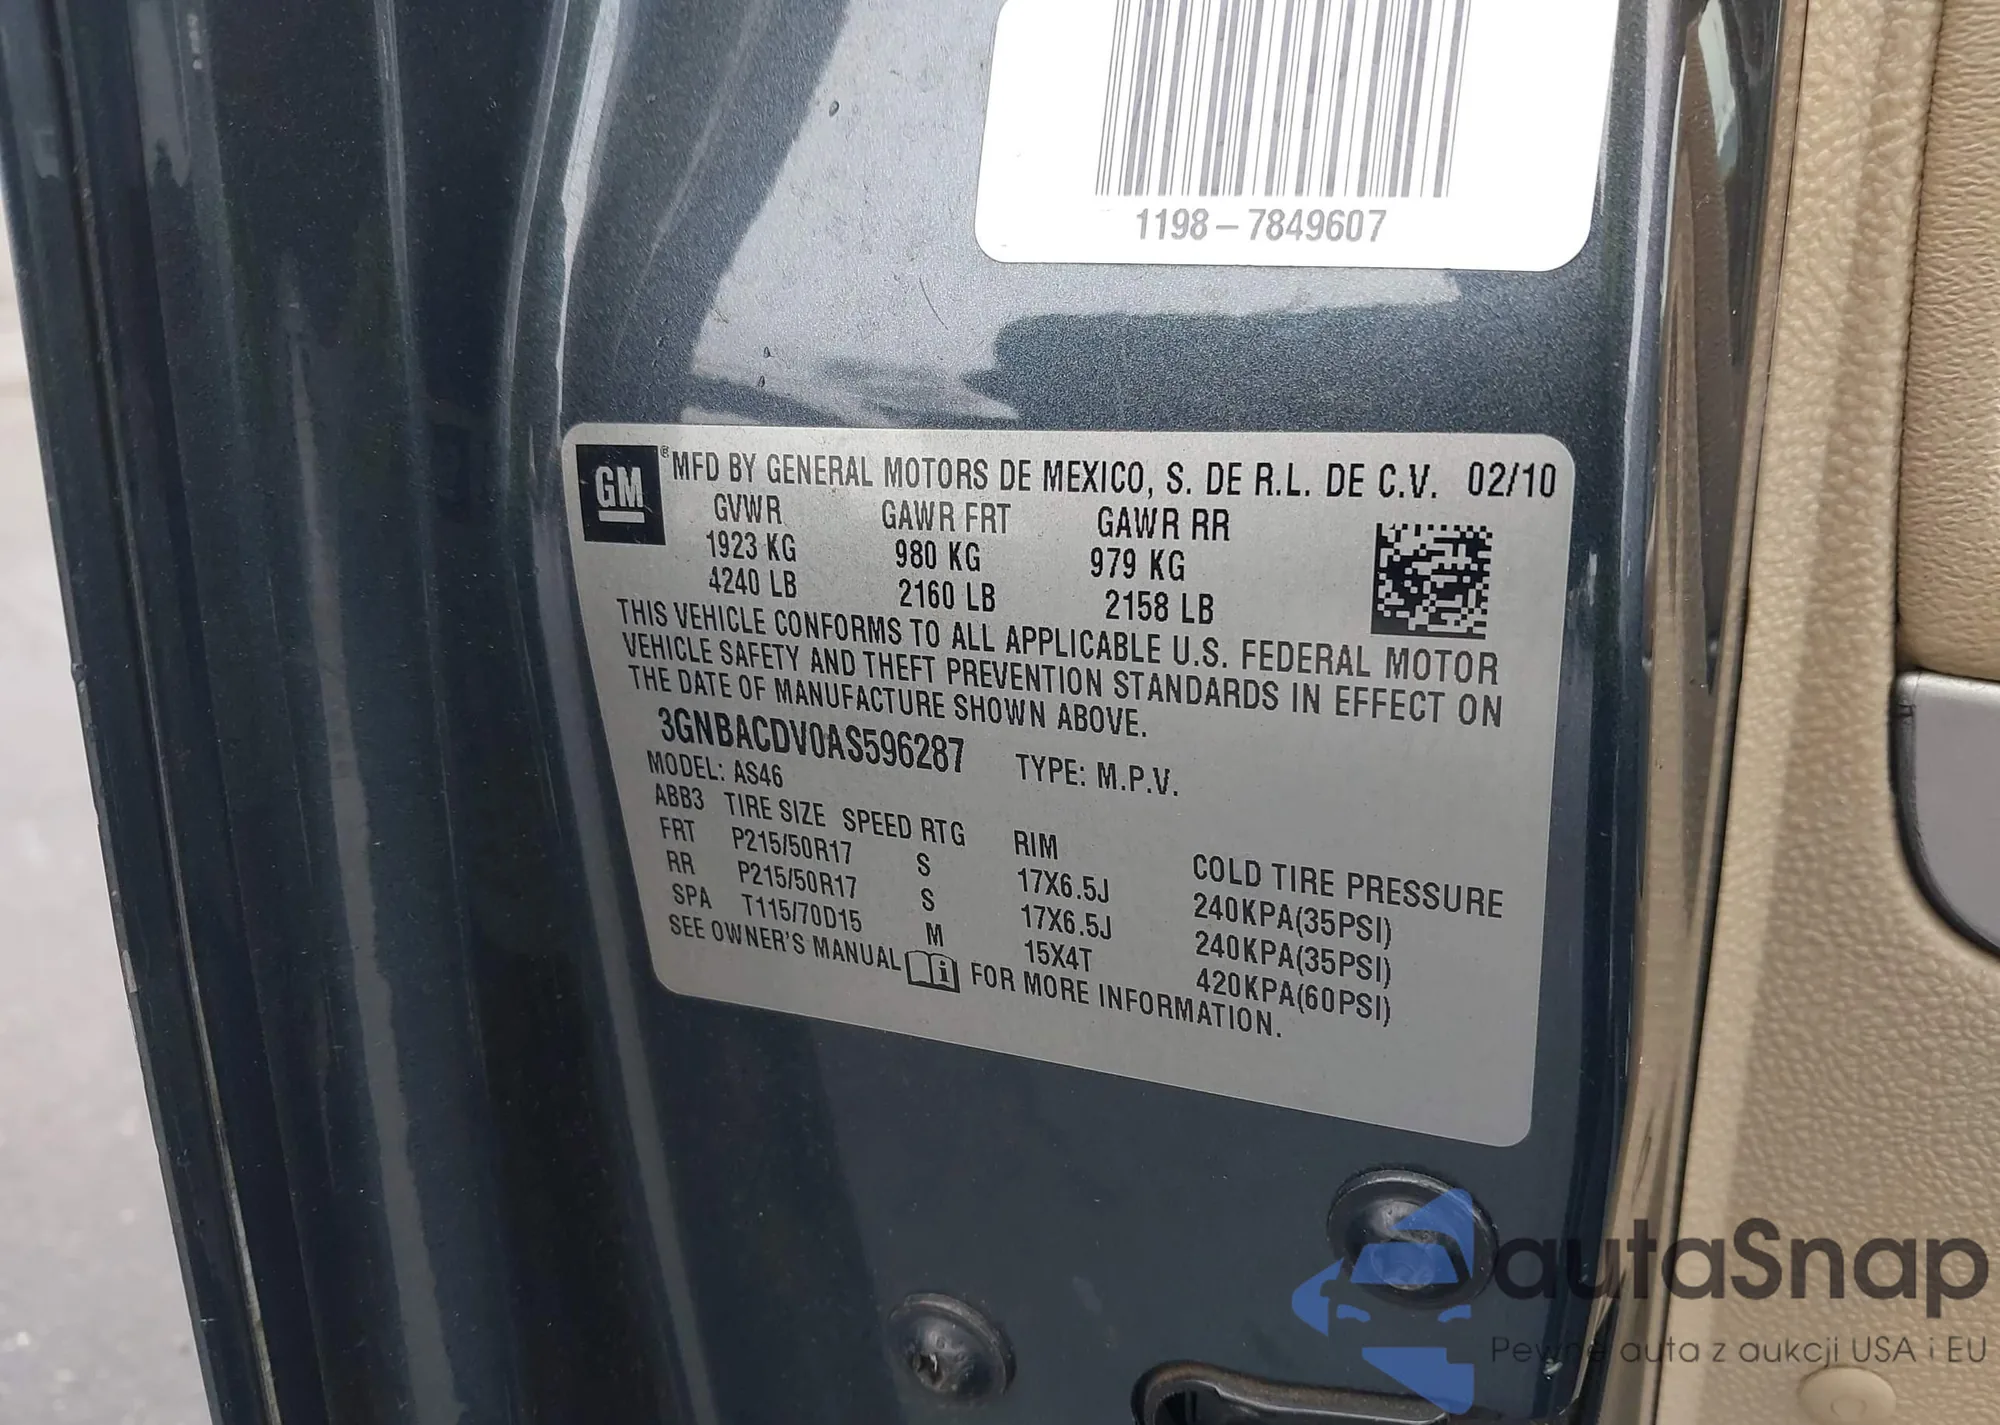 1198-7849607
GM® MFD BY GENERAL MOTORS DE MEXICO, S. DE R.L. DE C.V. 02/10
GVWR GAWR FRT GAWR RR
1923 KG 980 KG 979 KG
4240 LB 2160 LB 2158 LB
THIS VEHICLE CONFORMS TO ALL APPLICABLE U.S. FEDERAL MOTOR
VEHICLE SAFETY AND THEFT PREVENTION STANDARDS IN EFFECT ON
THE DATE OF MANUFACTURE SHOWN ABOVE.
3GNBACDV0AS596287 TYPE: M.P.V.
MODEL: AS46
ABB3 TIRE SIZE SPEED RTG RIM COLD TIRE PRESSURE
FRT P215/50R17 S 17X6.5J 240KPA(35PSI)
RR P215/50R17 S 17X6.5J 240KPA(35PSI)
SPA T115/70D15 M 15X4T 420KPA(60PSI)
SEE OWNER'S MANUAL FOR MORE INFORMATION.
autaSnap
Pewne auta z aukcji USA i EU